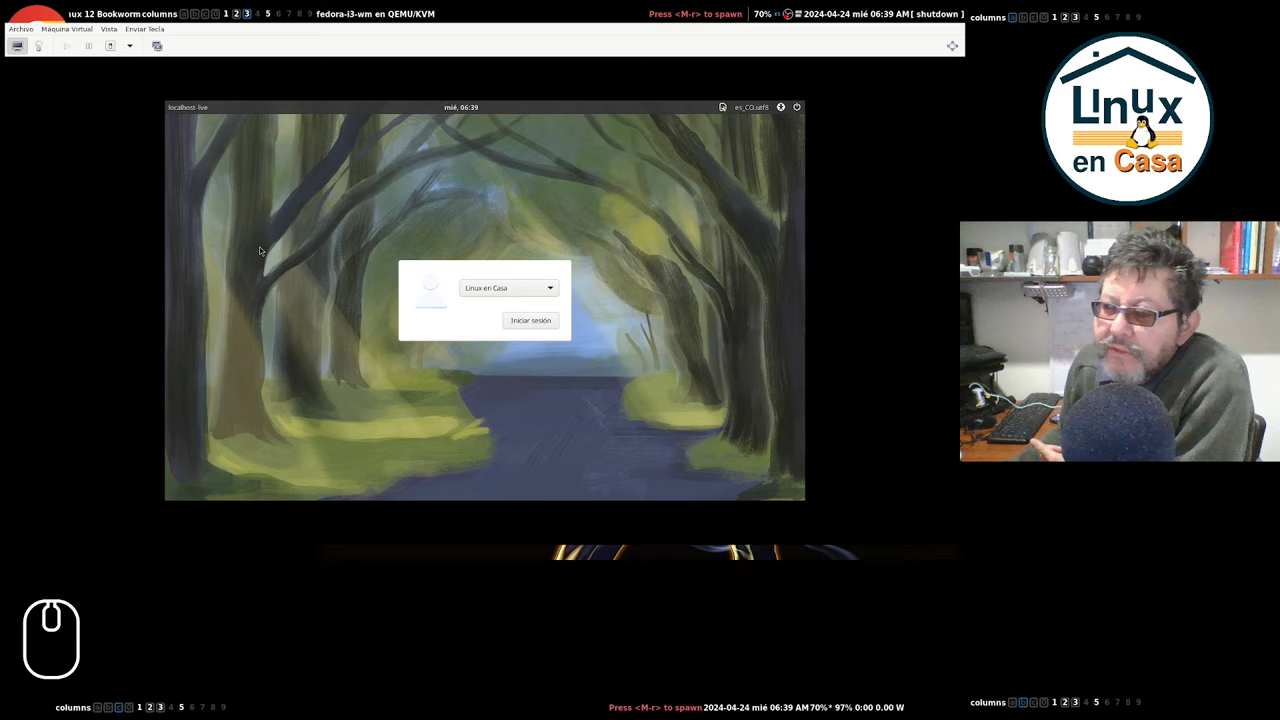 ux 12 Bookworm columns a b c 0 1 2 3 4 5 6 7 8 9 fedora-i3-wm en QEMU/KVM Press <M-r> to spawn 70% es 2024-04-24 mié 06:39 AM[ shutdown ]
columns 1 2 3 4 5 6 7 8 9
Archivo Máquina Virtual Vista Enviar Tecla
localhost-live mié, 06:39 es_CO.utf8
Linux
en Casa
Linux en Casa
Iniciar sesión
columns 1 2 3 4 5 6 7 8 9 Press <M-r> to spawn 2024-04-24 mié 06:39 AM 70%* 97% 0:00 0.00 W
columns 1 2 3 4 5 6 7 8 9